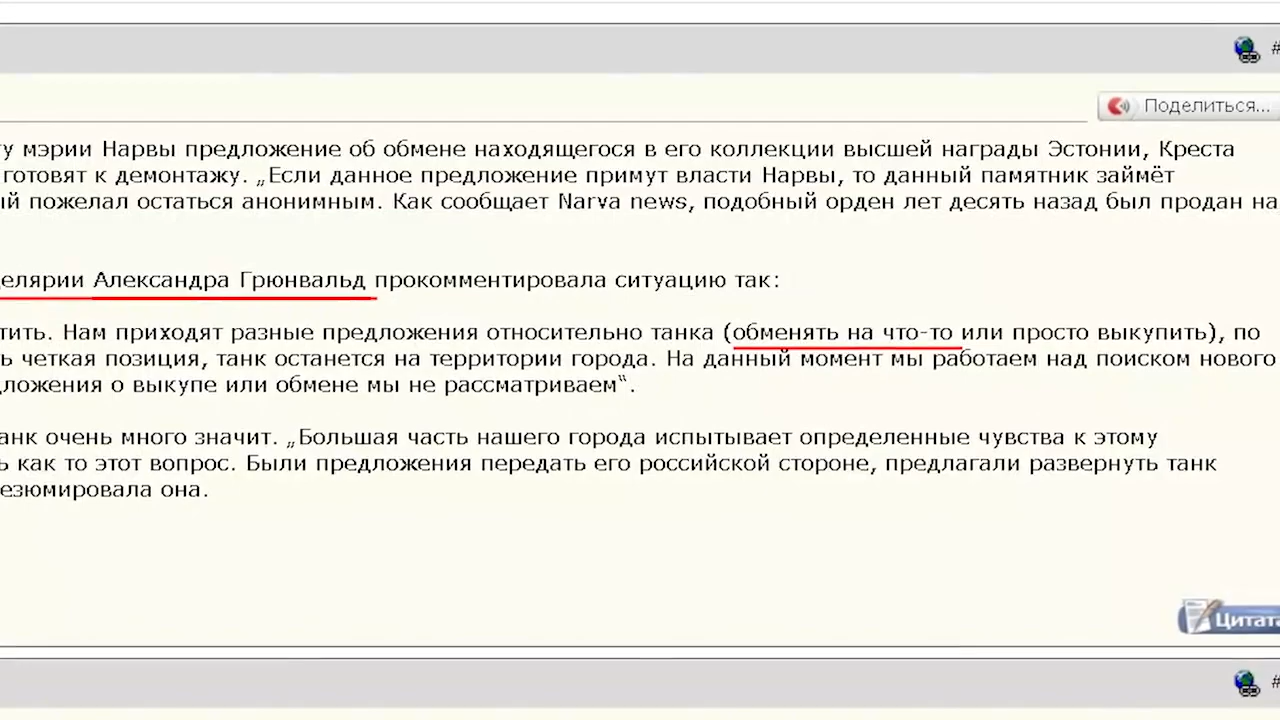 #
Поделиться...
ту мэрии Нарвы предложение об обмене находящегося в его коллекции высшей награды Эстонии, Креста
готовят к демонтажу. „Если данное предложение примут власти Нарвы, то данный памятник займёт
ый пожелал остаться анонимным. Как сообщает Narva news, подобный орден лет десять назад был продан на
целярии Александра Грюнвальд прокомментировала ситуацию так:
тить. Нам приходят разные предложения относительно танка (обменять на что-то или просто выкупить), по
ь четкая позиция, танк останется на территории города. На данный момент мы работаем над поиском нового
дложения о выкупе или обмене мы не рассматриваем“.
анк очень много значит. „Большая часть нашего города испытывает определенные чувства к этому
ь как то этот вопрос. Были предложения передать его российской стороне, предлагали развернуть танк
езюмировала она.
Цитата
#